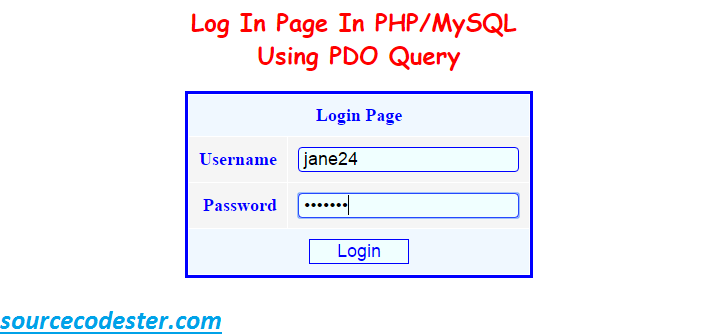 Log In Page In PHP/MySQL
Using PDO Query
Login Page
Username jane24
Password •••••••
Login
sourcecodester.com